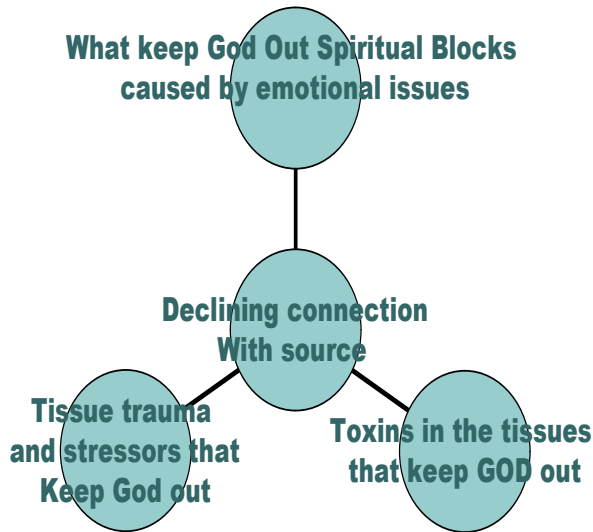 What keep God Out Spiritual Blocks
caused by emotional issues
Declining connection
With source
Tissue trauma
and stressors that
Keep God out
Toxins in the tissues
that keep GOD out